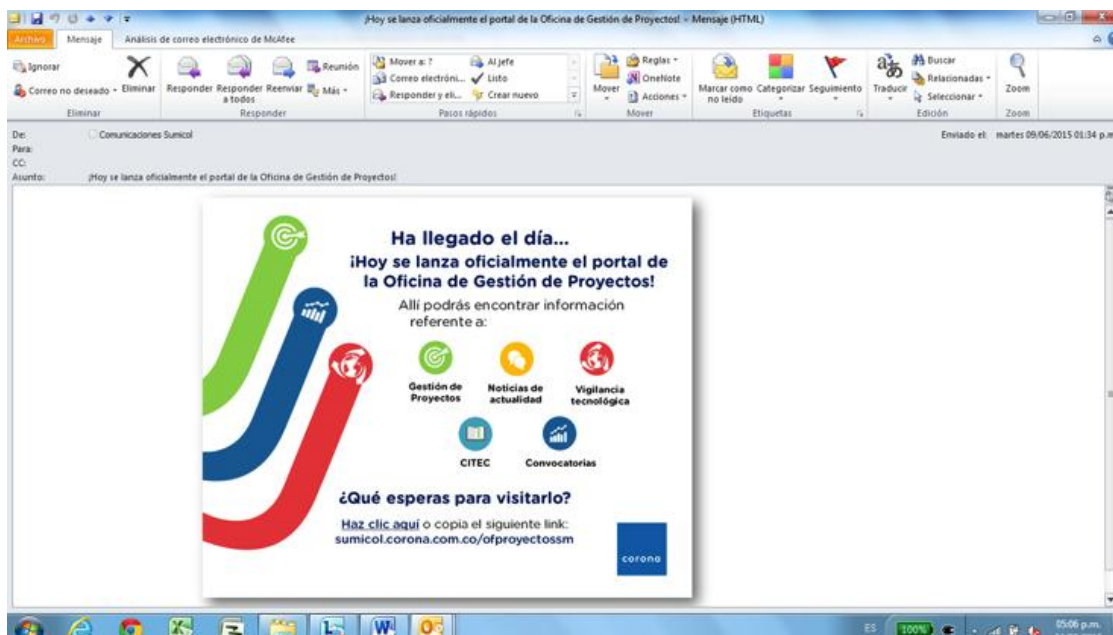 ¡Hoy se lanza oficialmente el portal de la Oficina de Gestión de Proyectos! - Mensaje (HTML)
Archivo Mensaje Análisis de correo electrónico de McAfee
Ignorar
Correo no deseado
Eliminar
Responder
Responder a todos
Reenviar
Reunión
Más
Mover a: ?
Correo electróni...
Responder y eli...
Al jefe
Listo
Crear nuevo
Mover
Reglas
OneNote
Acciones
Marcar como no leído
Categorizar
Seguimiento
Traducir
Buscar
Relacionadas
Seleccionar
Zoom
Eliminar Responder Pasos rápidos Mover Etiquetas Edición Zoom
De: Comunicaciones Sumicol
Enviado el: martes 09/06/2015 01:34 p.m
Para:
CC:
Asunto: ¡Hoy se lanza oficialmente el portal de la Oficina de Gestión de Proyectos!
Ha llegado el día...
¡Hoy se lanza oficialmente el portal de
la Oficina de Gestión de Proyectos!
Allí podrás encontrar información
referente a:
Gestión de
Proyectos
Noticias de
actualidad
Vigilancia
tecnológica
CITEC
Convocatorias
¿Qué esperas para visitarlo?
Haz clic aquí o copia el siguiente link:
sumicol.corona.com.co/ofproyectossm
corona
ES 100% 05:06 p.m.